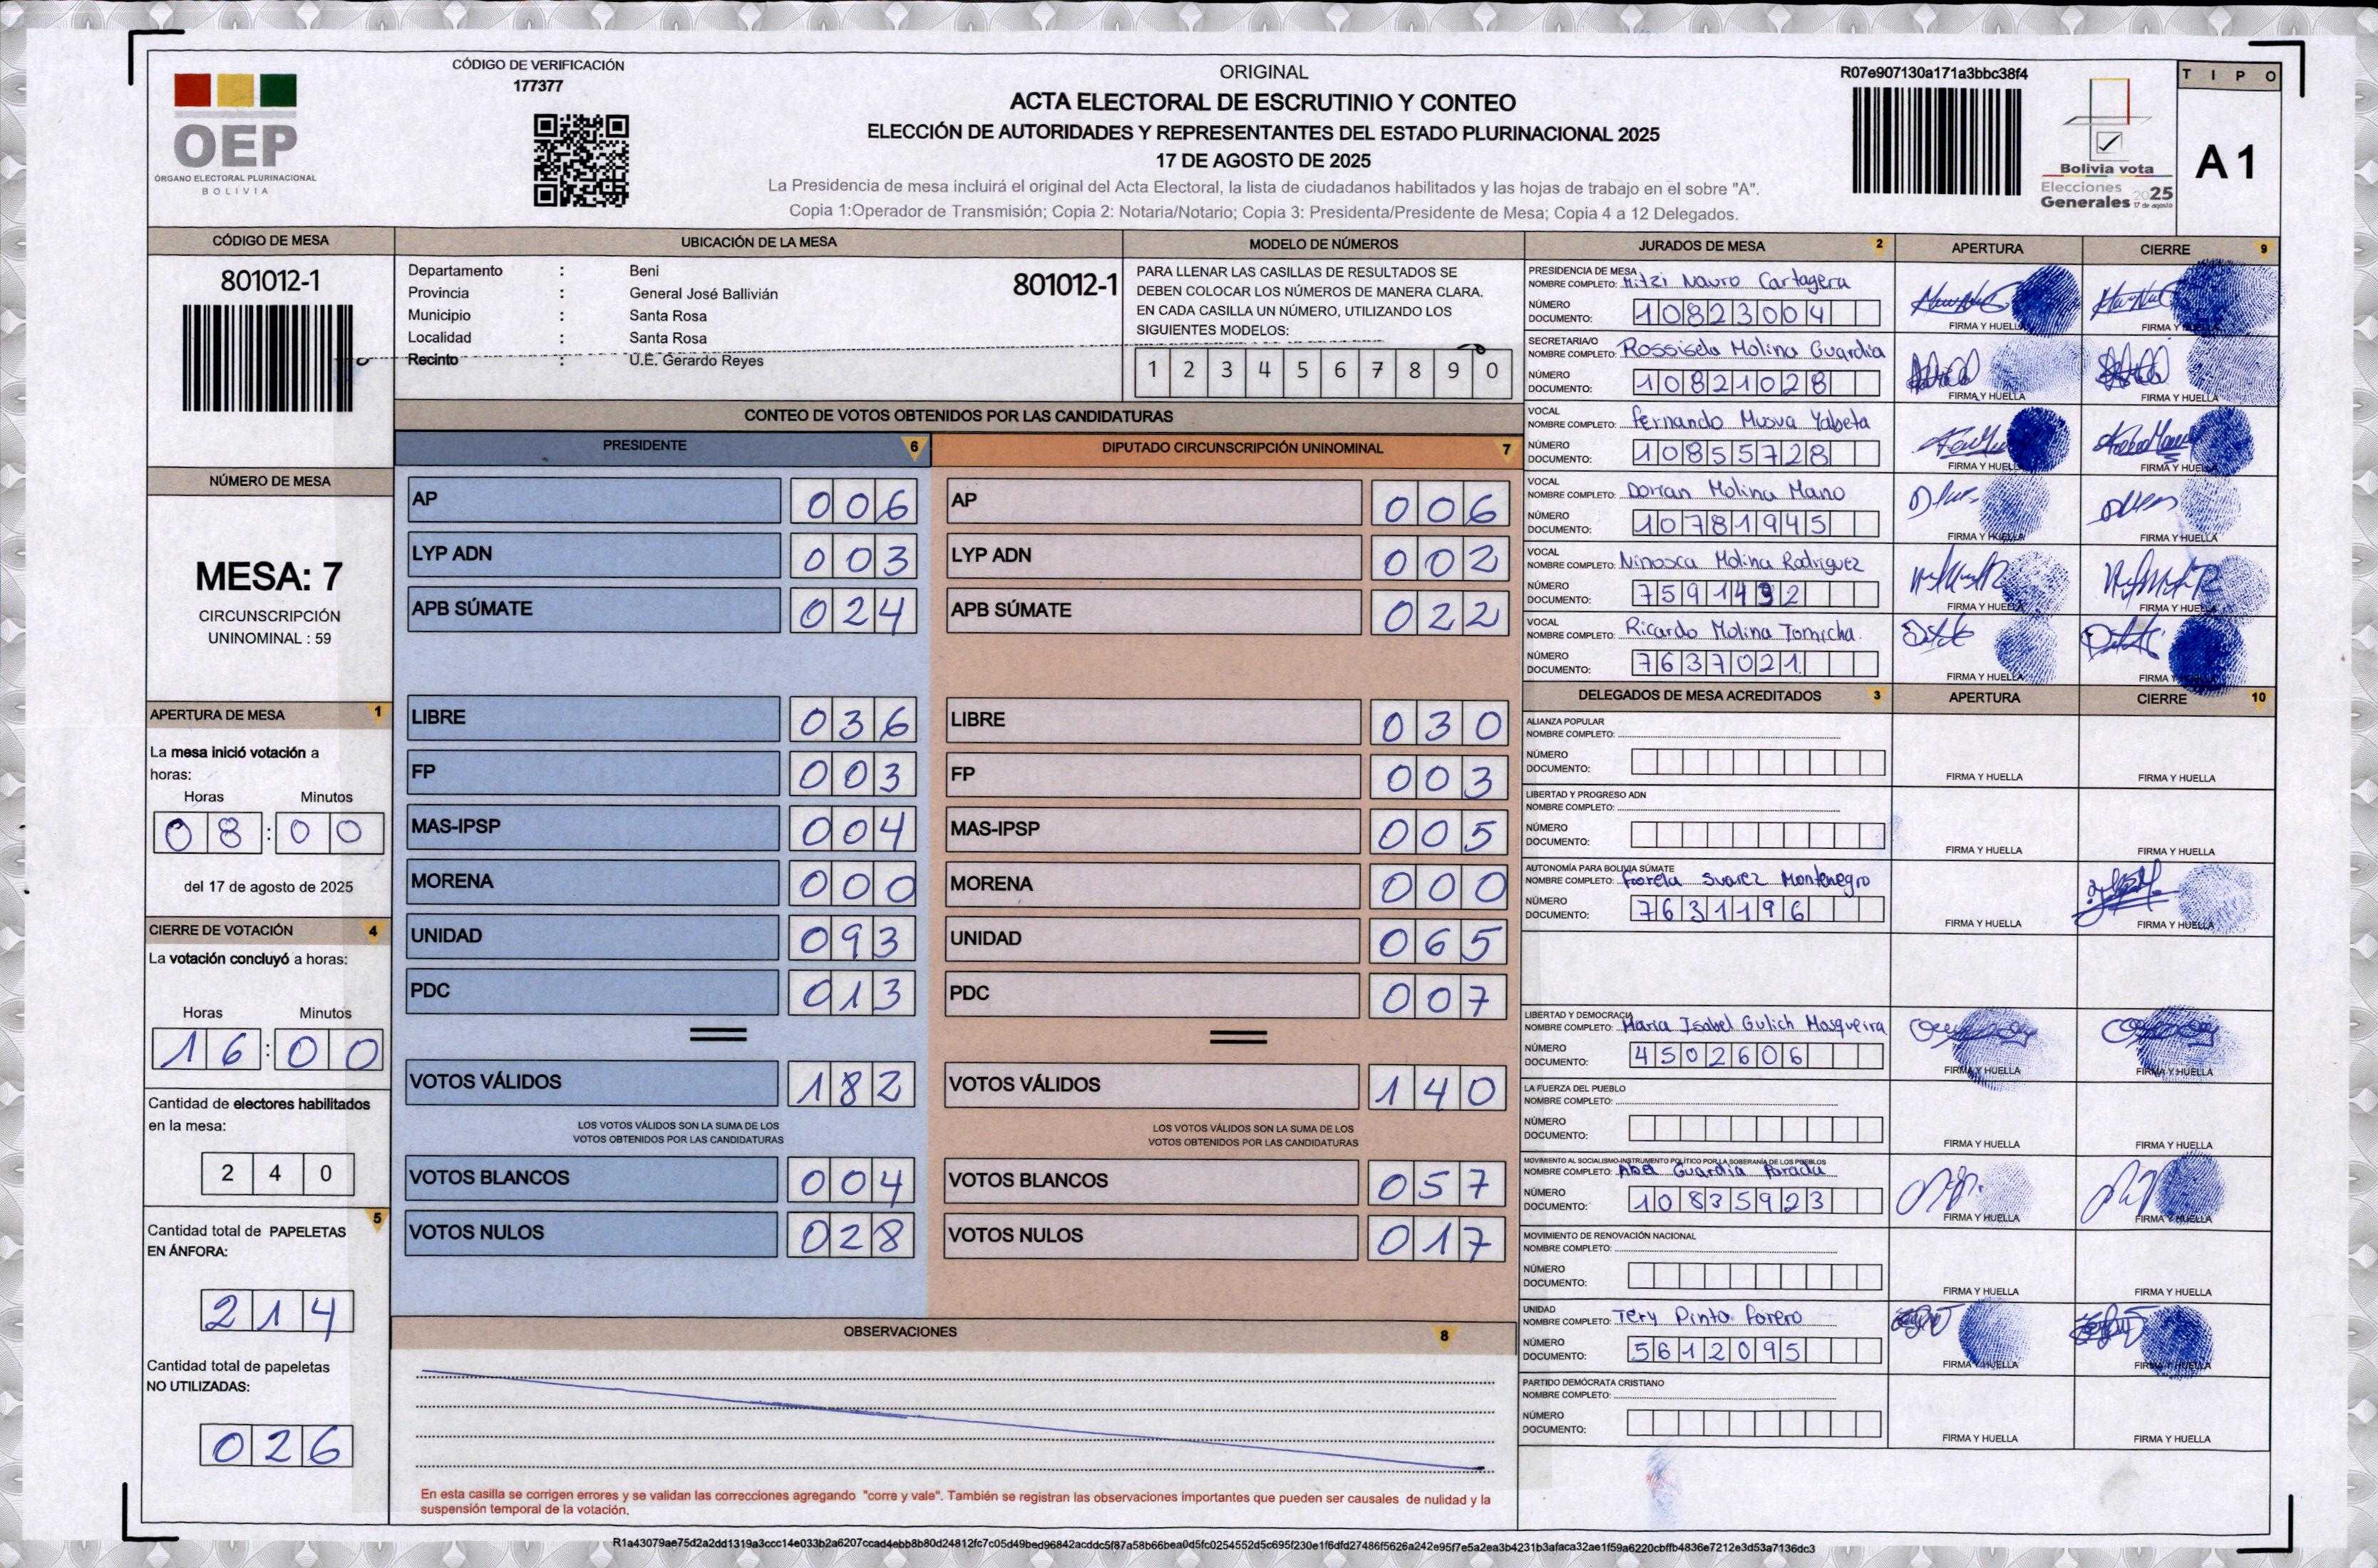 CÓDIGO DE VERIFICACIÓN
177377
OEP
ÓRGANO ELECTORAL PLURINACIONAL
BOLIVIA
ORIGINAL
ACTA ELECTORAL DE ESCRUTINIO Y CONTEO
ELECCIÓN DE AUTORIDADES Y REPRESENTANTES DEL ESTADO PLURINACIONAL 2025
17 DE AGOSTO DE 2025
La Presidencia de mesa incluirá el original del Acta Electoral, la lista de ciudadanos habilitados y las hojas de trabajo en el sobre "A".
Copia 1:Operador de Transmisión; Copia 2: Notaria/Notario; Copia 3: Presidenta/Presidente de Mesa; Copia 4 a 12 Delegados.
R07e907130a171a3bbc38f4
Bolivia vota
Elecciones
Generales 2025
17 de agosto
TIPO
A 1
CÓDIGO DE MESA
801012-1
UBICACIÓN DE LA MESA
Departamento : Beni
Provincia : General José Ballivián
Municipio : Santa Rosa
Localidad : Santa Rosa
Recinto : U.E. Gerardo Reyes
801012-1
MODELO DE NÚMEROS
PARA LLENAR LAS CASILLAS DE RESULTADOS SE
DEBEN COLOCAR LOS NÚMEROS DE MANERA CLARA.
EN CADA CASILLA UN NÚMERO, UTILIZANDO LOS
SIGUIENTES MODELOS:
1 2 3 4 5 6 7 8 9 0
NÚMERO DE MESA
MESA: 7
CIRCUNSCRIPCIÓN
UNINOMINAL : 59
APERTURA DE MESA 1
La mesa inició votación a
horas:
Horas Minutos
08:00
del 17 de agosto de 2025
CIERRE DE VOTACIÓN 4
La votación concluyó a horas:
Horas Minutos
16:00
Cantidad de electores habilitados
en la mesa:
240
5
Cantidad total de PAPELETAS
EN ÁNFORA:
214
Cantidad total de papeletas
NO UTILIZADAS:
026
CONTEO DE VOTOS OBTENIDOS POR LAS CANDIDATURAS
PRESIDENTE 6
AP 006
LYP ADN 003
APB SÚMATE 024
LIBRE 036
FP 003
MAS-IPSP 004
MORENA 000
UNIDAD 093
PDC 013
VOTOS VÁLIDOS 182
LOS VOTOS VÁLIDOS SON LA SUMA DE LOS
VOTOS OBTENIDOS POR LAS CANDIDATURAS
VOTOS BLANCOS 004
VOTOS NULOS 028
DIPUTADO CIRCUNSCRIPCIÓN UNINOMINAL 7
AP 006
LYP ADN 002
APB SÚMATE 022
LIBRE 030
FP 003
MAS-IPSP 005
MORENA 000
UNIDAD 065
PDC 007
VOTOS VÁLIDOS 140
LOS VOTOS VÁLIDOS SON LA SUMA DE LOS
VOTOS OBTENIDOS POR LAS CANDIDATURAS
VOTOS BLANCOS 057
VOTOS NULOS 017
OBSERVACIONES 8
En esta casilla se corrigen errores y se validan las correcciones agregando "corre y vale". También se registran las observaciones importantes que pueden ser causales de nulidad y la
suspensión temporal de la votación.
JURADOS DE MESA 2 APERTURA CIERRE 9
PRESIDENCIA DE MESA
NOMBRE COMPLETO: Mitzi Navro Cartagera
NÚMERO
DOCUMENTO: 10823004
FIRMA Y HUELLA FIRMA Y HUELLA
SECRETARIA/O
NOMBRE COMPLETO: Rossisela Molina Guardia
NÚMERO
DOCUMENTO: 10821028
FIRMA Y HUELLA FIRMA Y HUELLA
VOCAL
NOMBRE COMPLETO: Fernando Musva Yabeta
NÚMERO
DOCUMENTO: 10855728
FIRMA Y HUELLA FIRMA Y HUELLA
VOCAL
NOMBRE COMPLETO: Dorian Molina Mano
NÚMERO
DOCUMENTO: 10781945
FIRMA Y HUELLA FIRMA Y HUELLA
VOCAL
NOMBRE COMPLETO: Ninosca Molina Rodriguez
NÚMERO
DOCUMENTO: 7591492
FIRMA Y HUELLA FIRMA Y HUELLA
VOCAL
NOMBRE COMPLETO: Ricardo Molina Tomicha
NÚMERO
DOCUMENTO: 7637021
FIRMA Y HUELLA FIRMA Y HUELLA
DELEGADOS DE MESA ACREDITADOS 3 APERTURA CIERRE 10
ALIANZA POPULAR
NOMBRE COMPLETO:
NÚMERO
DOCUMENTO:
FIRMA Y HUELLA FIRMA Y HUELLA
LIBERTAD Y PROGRESO ADN
NOMBRE COMPLETO:
NÚMERO
DOCUMENTO:
FIRMA Y HUELLA FIRMA Y HUELLA
AUTONOMÍA PARA BOLIVIA SÚMATE
NOMBRE COMPLETO: Fiorela Svarez Montenegro
NÚMERO
DOCUMENTO: 7631196
FIRMA Y HUELLA FIRMA Y HUELLA
LIBERTAD Y DEMOCRACIA
NOMBRE COMPLETO: Maria Isabel Gulich Mosqueira
NÚMERO
DOCUMENTO: 4502606
FIRMA Y HUELLA FIRMA Y HUELLA
LA FUERZA DEL PUEBLO
NOMBRE COMPLETO:
NÚMERO
DOCUMENTO:
FIRMA Y HUELLA FIRMA Y HUELLA
MOVIMIENTO AL SOCIALISMO-INSTRUMENTO POLÍTICO POR LA SOBERANÍA DE LOS PUEBLOS
NOMBRE COMPLETO: Abel Guardia Parada
NÚMERO
DOCUMENTO: 10835923
FIRMA Y HUELLA FIRMA Y HUELLA
MOVIMIENTO DE RENOVACIÓN NACIONAL
NOMBRE COMPLETO:
NÚMERO
DOCUMENTO:
FIRMA Y HUELLA FIRMA Y HUELLA
UNIDAD
NOMBRE COMPLETO: Tery Pinto Forero
NÚMERO
DOCUMENTO: 5612095
FIRMA Y HUELLA FIRMA Y HUELLA
PARTIDO DEMÓCRATA CRISTIANO
NOMBRE COMPLETO:
NÚMERO
DOCUMENTO:
FIRMA Y HUELLA FIRMA Y HUELLA